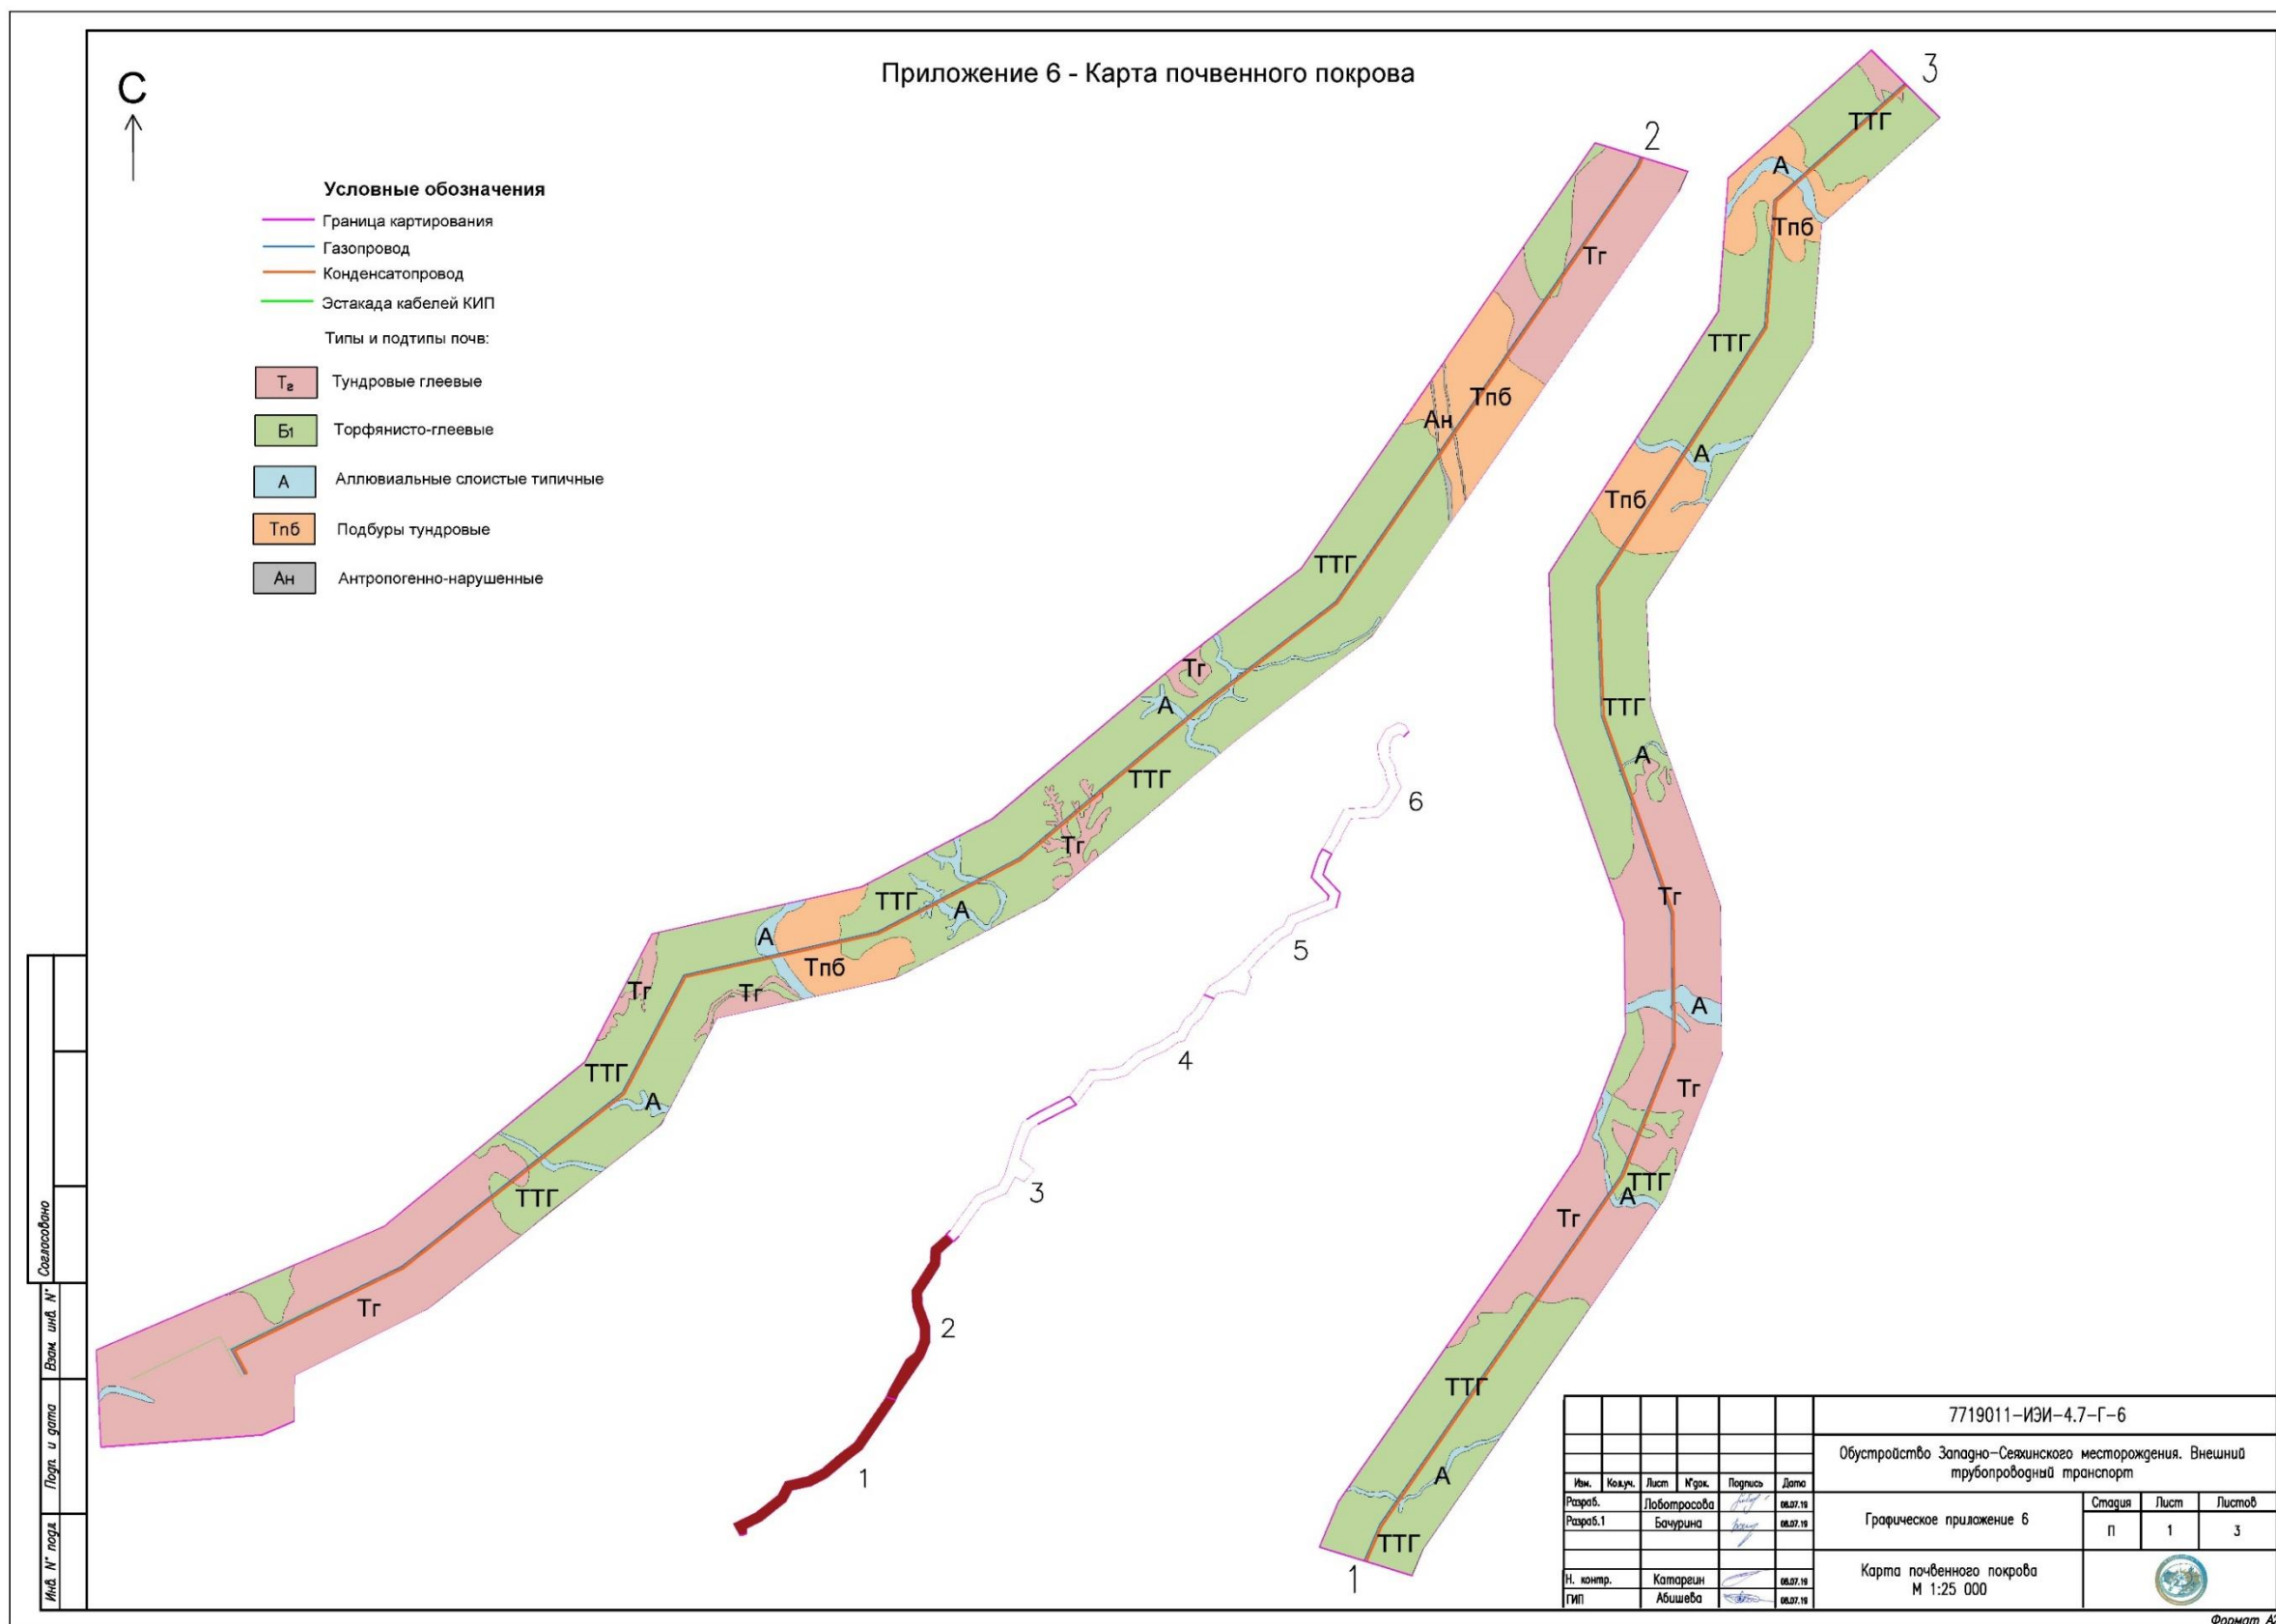 Приложение 6 - Карта почвенного покрова
С
Условные обозначения
Граница картирования
Газопровод
Конденсатопровод
Эстакада кабелей КИП
Типы и подтипы почв:
Тг Тундровые глеевые
Б1 Торфянисто-глеевые
А Аллювиальные слоистые типичные
Тпб Подбуры тундровые
Ан Антропогенно-нарушенные
2
Тг
Тпб
Ан
ТТГ
Тг
А
ТТГ
Тг
ТТГ
А
А
Тпб
Тг
Тг
ТТГ
А
ТТГ
Тг
3
ТТГ
А
Тпб
ТТГ
А
Тпб
ТТГ
А
Тг
А
Тг
ТТГ
А
Тг
ТТГ
А
ТТГ
1
6
5
4
3
2
1
Согласовано
Взам. инв. N°
Подп. и дата
Инв. N° подл.
7719011-ИЭИ-4.7-Г-6
Обустройство Западно-Сеяхинского месторождения. Внешний
трубопроводный транспорт
Изм. Кол.уч. Лист N°док. Подпись Дата
Разраб. Лоботросова 08.07.19
Разраб.1 Бачурина 08.07.19
Н. контр. Катаргин 08.07.19
ГИП Абишева 08.07.19
Графическое приложение 6
Стадия Лист Листов
П 1 3
Карта почвенного покрова
М 1:25 000
Формат А2